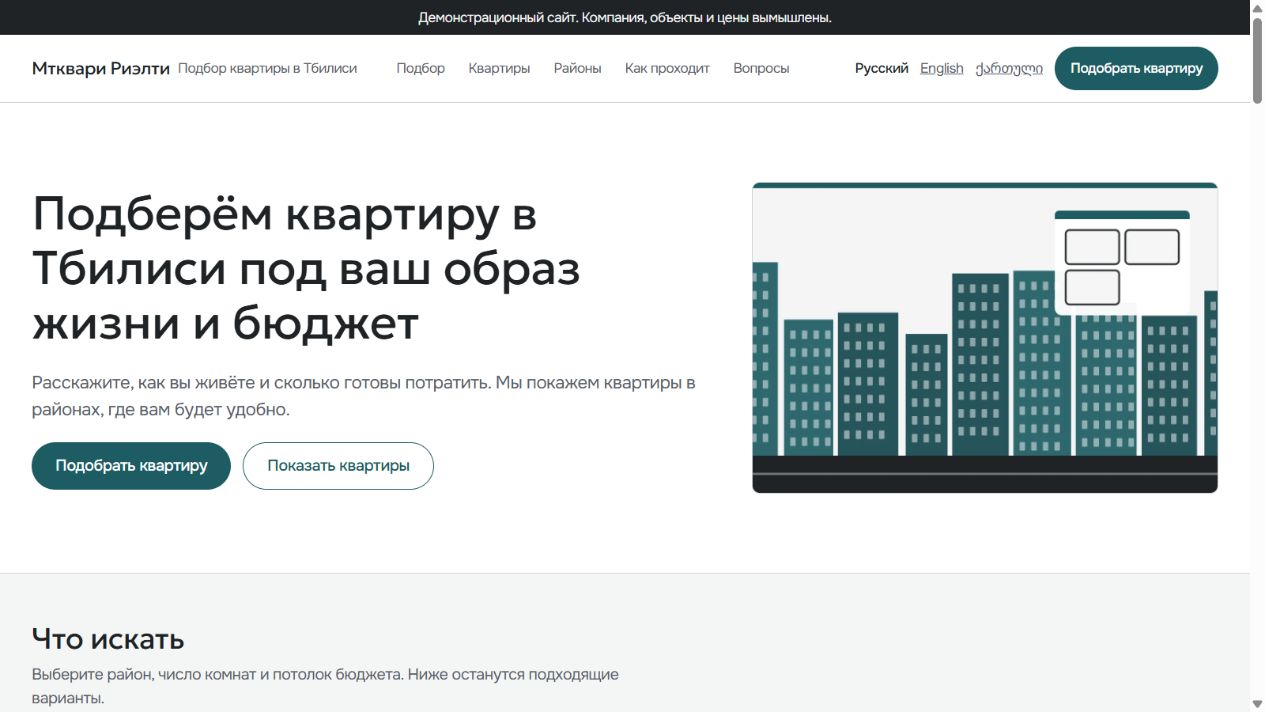 Демонстрационный сайт. Компания, объекты и цены вымышлены.
Мтквари Риэлти Подбор квартиры в Тбилиси Подбор Квартиры Районы Как проходит Вопросы Русский English ქართული Подобрать квартиру
Подберём квартиру в
Тбилиси под ваш образ
жизни и бюджет
Расскажите, как вы живёте и сколько готовы потратить. Мы покажем квартиры в
районах, где вам будет удобно.
Подобрать квартиру Показать квартиры
Что искать
Выберите район, число комнат и потолок бюджета. Ниже останутся подходящие
варианты.